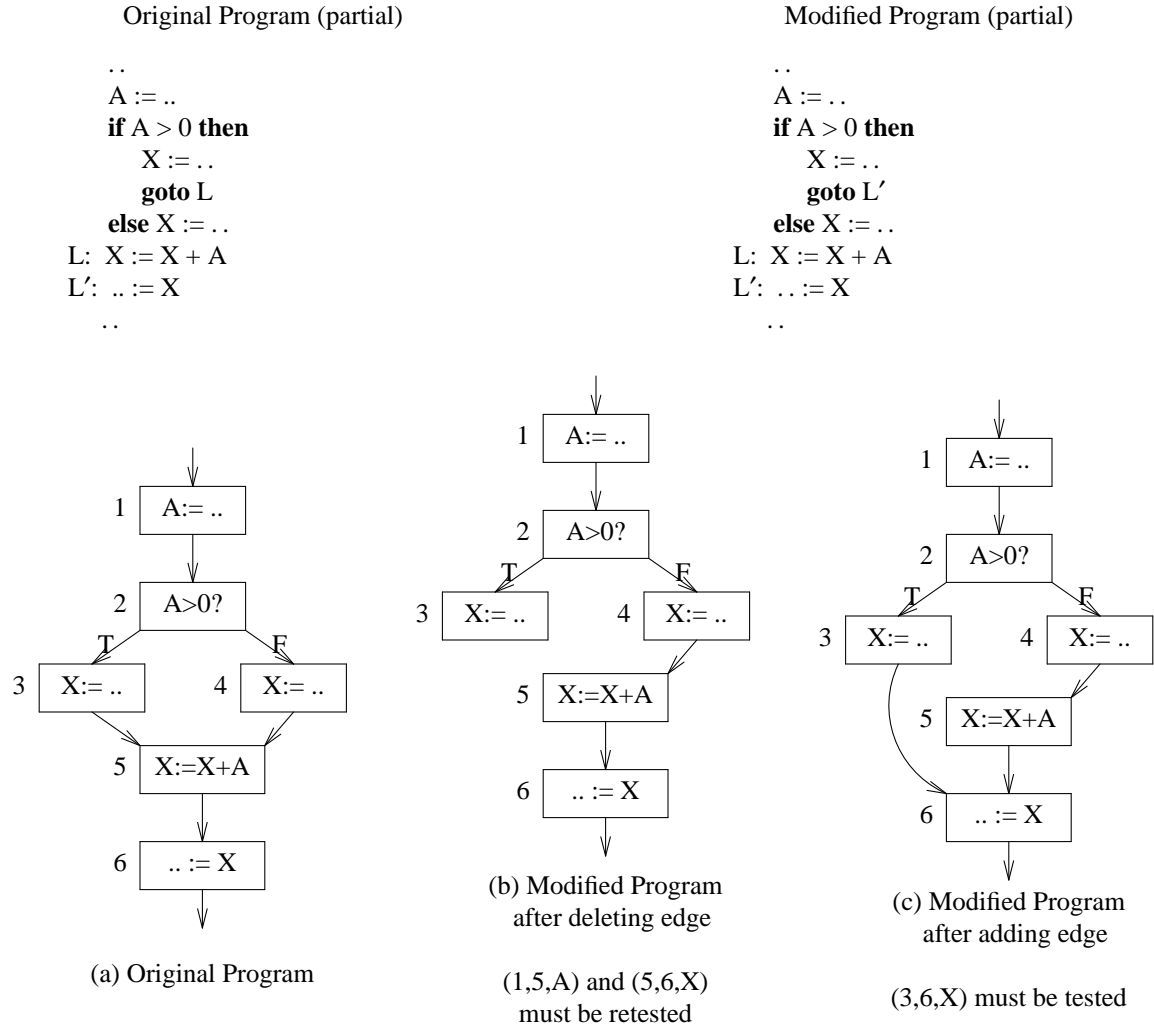 Original Program (partial)
. .
A := ..
if A > 0 then
X := . .
goto L
else X := . .
L: X := X + A
L′: .. := X
. .
Modified Program (partial)
. .
A := . .
if A > 0 then
X := . .
goto L′
else X := . .
L: X := X + A
L′: . . := X
. .
1 A:= ..
2 A>0?
T F
3 X:= .. 4 X:= ..
5 X:=X+A
6 .. := X
(a) Original Program
1 A:= ..
2 A>0?
T F
3 X:= .. 4 X:= ..
5 X:=X+A
6 .. := X
(b) Modified Program
after deleting edge
(1,5,A) and (5,6,X)
must be retested
1 A:= ..
2 A>0?
T F
3 X:= .. 4 X:= ..
5 X:=X+A
6 .. := X
(c) Modified Program
after adding edge
(3,6,X) must be tested